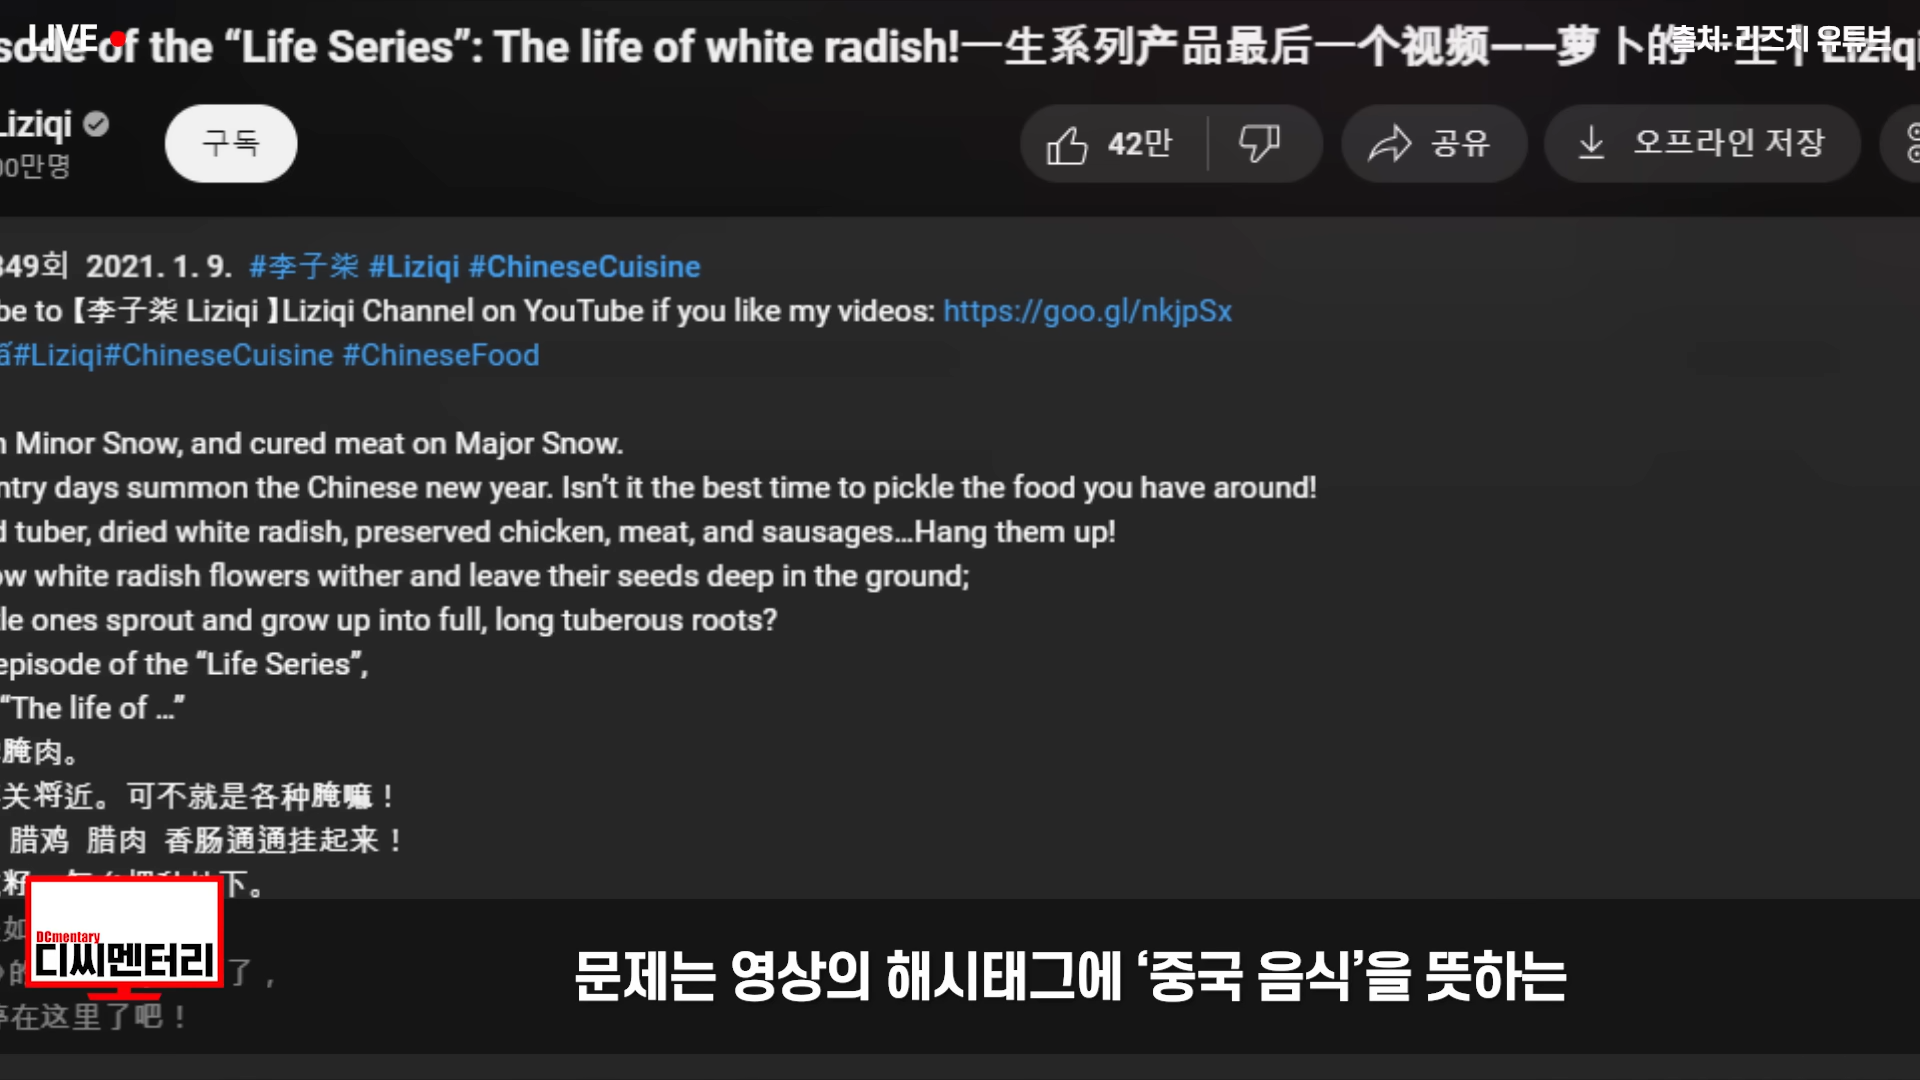 LIVE
출처: 리즈치 유튜브
of the “Life Series”: The life of white radish!一生系列产品最后一个视频——萝卜的一生 | Liziqi
Liziqi
구독
42만
공유
오프라인 저장
00만명
349회 2021. 1. 9. #李子柒 #Liziqi #ChineseCuisine
be to【李子柒 Liziqi 】Liziqi Channel on YouTube if you like my videos: https://goo.gl/nkjpSx
#Liziqi#ChineseCuisine #ChineseFood
Minor Snow, and cured meat on Major Snow.
ntry days summon the Chinese new year. Isn’t it the best time to pickle the food you have around!
d tuber, dried white radish, preserved chicken, meat, and sausages…Hang them up!
ow white radish flowers wither and leave their seeds deep in the ground;
le ones sprout and grow up into full, long tuberous roots?
episode of the “Life Series”,
“The life of …”
腌肉。
关将近。可不就是各种腌嘛！
腊鸡 腊肉 香肠通通挂起来！
籽
下。
如
的
了，
在这里了吧！
DCmentary
디씨멘터리
문제는 영상의 해시태그에 ‘중국 음식’을 뜻하는